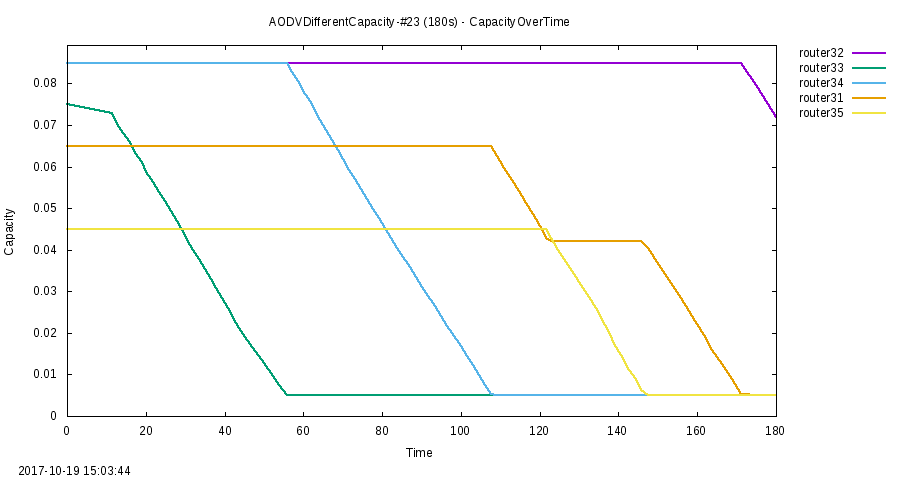 AODVDifferentCapacity-#23 (180s) - CapacityOverTime
router32
router33
router34
router31
router35
0.08
0.07
0.06
0.05
0.04
0.03
0.02
0.01
0
Capacity
0 20 40 60 80 100 120 140 160 180
Time
2017-10-19 15:03:44